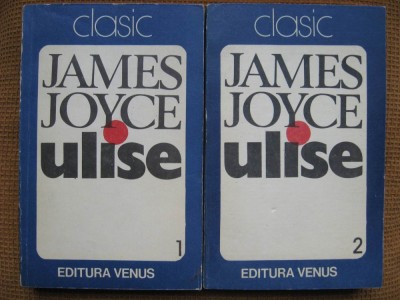 clasic
JAMES
JOYCE
ulise
1
EDITURA VENUS
clasic
JAMES
JOYCE
ulise
2
EDITURA VENUS